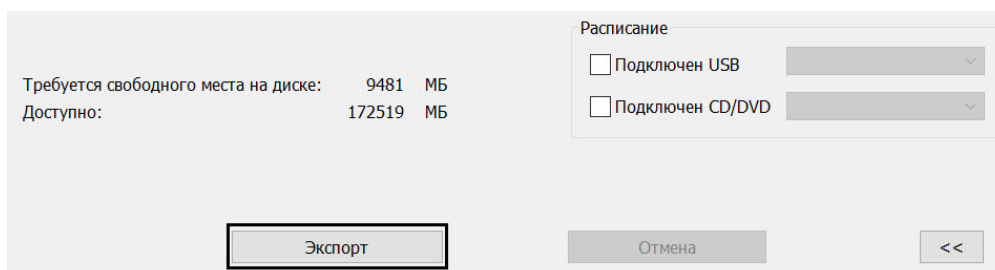 Расписание
Подключен USB
Требуется свободного места на диске: 9481 МБ
Подключен CD/DVD
Доступно: 172519 МБ
Экспорт
Отмена
<<